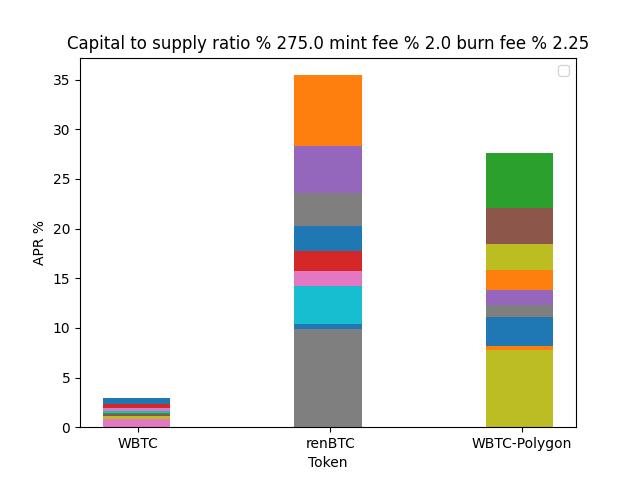 Capital to supply ratio % 275.0 mint fee % 2.0 burn fee % 2.25
35
30
25
20
15
10
5
0
APR %
WBTC renBTC WBTC-Polygon
Token